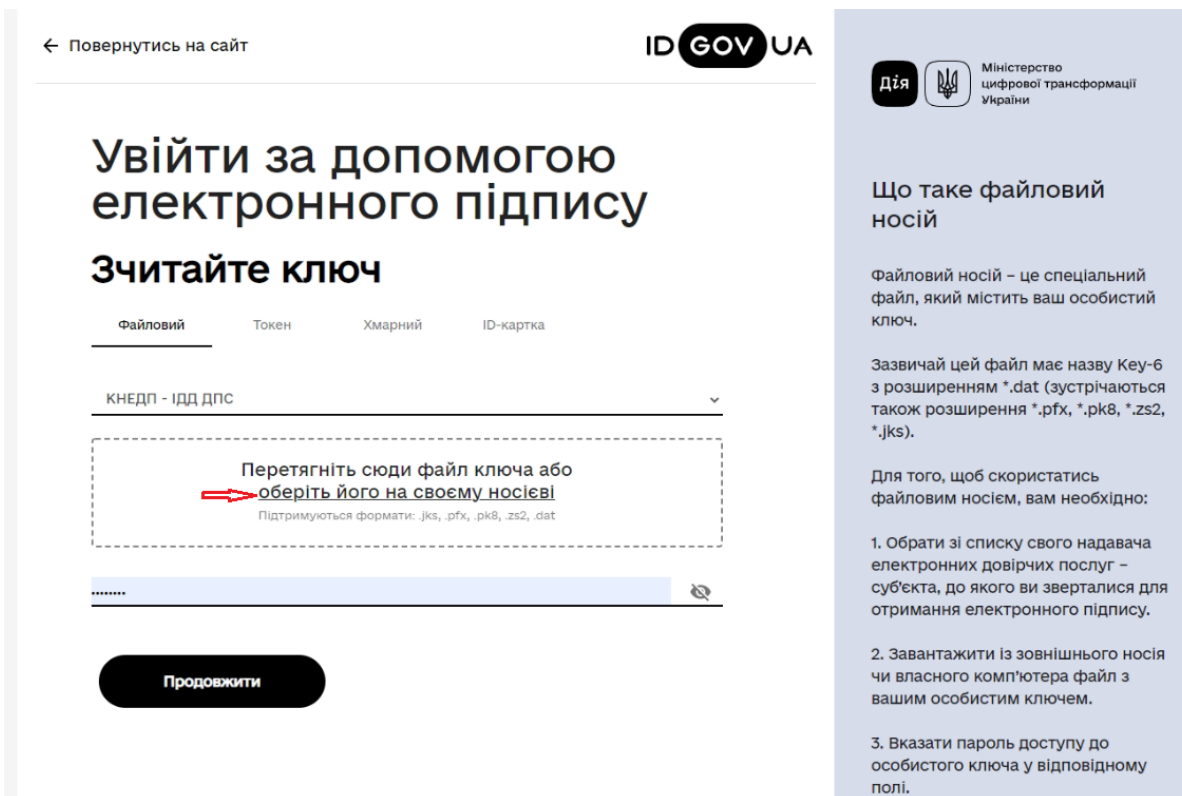 ← Повернутись на сайт
ID GOV UA
Увійти за допомогою
електронного підпису
Зчитайте ключ
Файловий Токен Хмарний ID-картка
КНЕДП - ІДД ДПС
Перетягніть сюди файл ключа або
оберіть його на своєму носієві
Підтримуються формати: .jks, .pfx, .pk8, .zs2, .dat
........
Продовжити
Дія
Міністерство
цифрової трансформації
України
Що таке файловий
носій
Файловий носій – це спеціальний
файл, який містить ваш особистий
ключ.
Зазвичай цей файл має назву Key-6
з розширенням *.dat (зустрічаються
також розширення *.pfx, *.pk8, *.zs2,
*.jks).
Для того, щоб скористатись
файловим носієм, вам необхідно:
1. Обрати зі списку свого надавача
електронних довірчих послуг –
суб'єкта, до якого ви зверталися для
отримання електронного підпису.
2. Завантажити із зовнішнього носія
чи власного комп'ютера файл з
вашим особистим ключем.
3. Вказати пароль доступу до
особистого ключа у відповідному
полі.